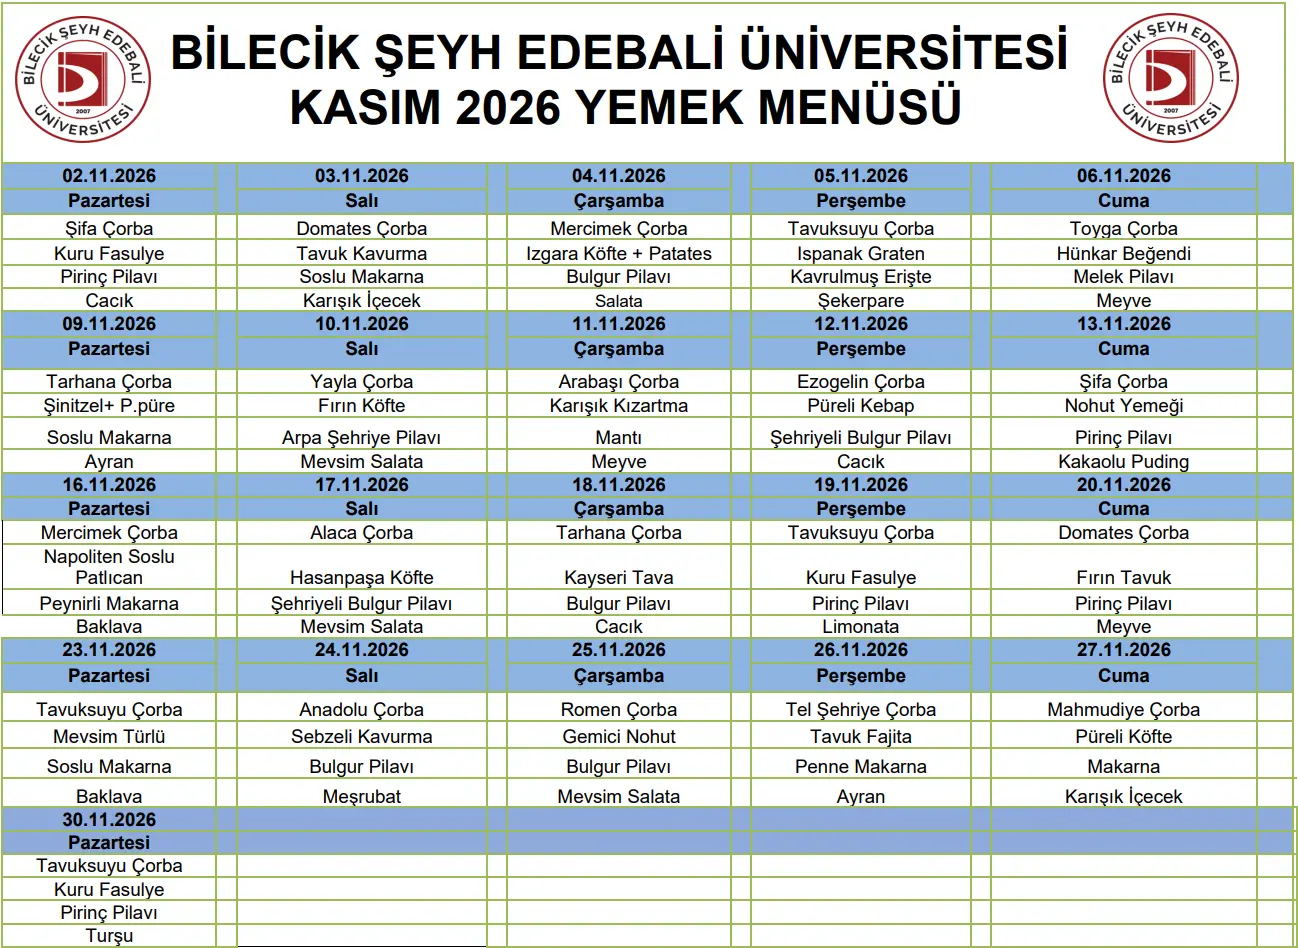 BİLECİK ŞEYH EDEBALİ ÜNİVERSİTESİ
KASIM 2026 YEMEK MENÜSÜ
BİLECİK ŞEYH EDEBALİ
2007
ÜNİVERSİTESİ
BİLECİK ŞEYH EDEBALİ
2007
ÜNİVERSİTESİ
02.11.2026 03.11.2026 04.11.2026 05.11.2026 06.11.2026
Pazartesi Salı Çarşamba Perşembe Cuma
Şifa Çorba Domates Çorba Mercimek Çorba Tavuksuyu Çorba Toyga Çorba
Kuru Fasulye Tavuk Kavurma Izgara Köfte + Patates Ispanak Graten Hünkar Beğendi
Pirinç Pilavı Soslu Makarna Bulgur Pilavı Kavrulmuş Erişte Melek Pilavı
Cacık Karışık İçecek Salata Şekerpare Meyve
09.11.2026 10.11.2026 11.11.2026 12.11.2026 13.11.2026
Pazartesi Salı Çarşamba Perşembe Cuma
Tarhana Çorba Yayla Çorba Arabaşı Çorba Ezogelin Çorba Şifa Çorba
Şinitzel+ P.püre Fırın Köfte Karışık Kızartma Püreli Kebap Nohut Yemeği
Soslu Makarna Arpa Şehriye Pilavı Mantı Şehriyeli Bulgur Pilavı Pirinç Pilavı
Ayran Mevsim Salata Meyve Cacık Kakaolu Puding
16.11.2026 17.11.2026 18.11.2026 19.11.2026 20.11.2026
Pazartesi Salı Çarşamba Perşembe Cuma
Mercimek Çorba Alaca Çorba Tarhana Çorba Tavuksuyu Çorba Domates Çorba
Napoliten Soslu
Patlıcan Hasanpaşa Köfte Kayseri Tava Kuru Fasulye Fırın Tavuk
Peynirli Makarna Şehriyeli Bulgur Pilavı Bulgur Pilavı Pirinç Pilavı Pirinç Pilavı
Baklava Mevsim Salata Cacık Limonata Meyve
23.11.2026 24.11.2026 25.11.2026 26.11.2026 27.11.2026
Pazartesi Salı Çarşamba Perşembe Cuma
Tavuksuyu Çorba Anadolu Çorba Romen Çorba Tel Şehriye Çorba Mahmudiye Çorba
Mevsim Türlü Sebzeli Kavurma Gemici Nohut Tavuk Fajita Püreli Köfte
Soslu Makarna Bulgur Pilavı Bulgur Pilavı Penne Makarna Makarna
Baklava Meşrubat Mevsim Salata Ayran Karışık İçecek
30.11.2026
Pazartesi
Tavuksuyu Çorba
Kuru Fasulye
Pirinç Pilavı
Turşu